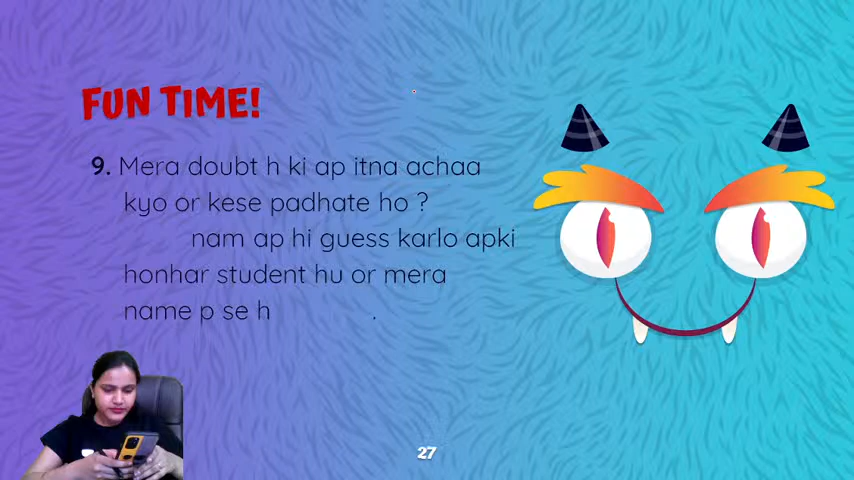 FUN TIME!
9. Mera doubt h ki ap itna achaa
kyo or kese padhate ho ?
nam ap hi guess karlo apki
honhar student hu or mera
name p se h .
27